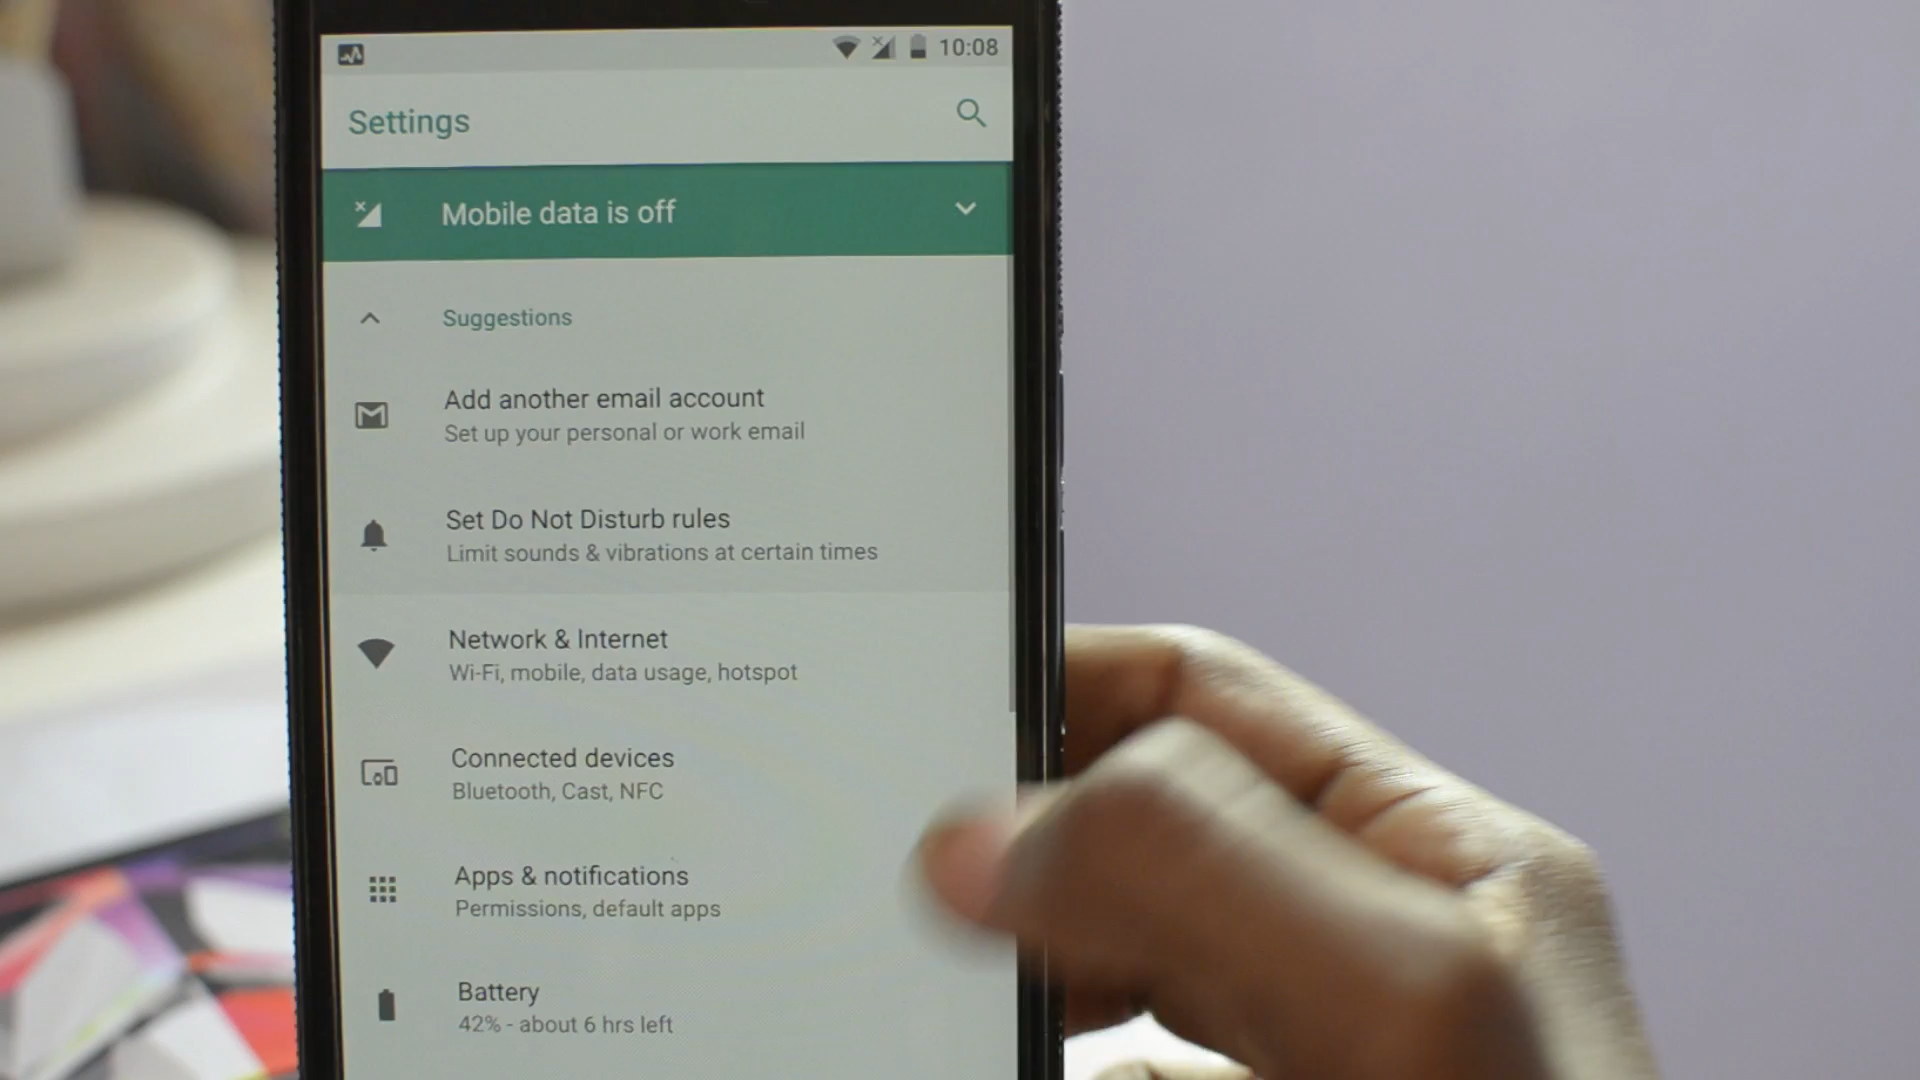 10:08
Settings
Mobile data is off
Suggestions
Add another email account
Set up your personal or work email
Set Do Not Disturb rules
Limit sounds & vibrations at certain times
Network & Internet
Wi-Fi, mobile, data usage, hotspot
Connected devices
Bluetooth, Cast, NFC
Apps & notifications
Permissions, default apps
Battery
42% - about 6 hrs left